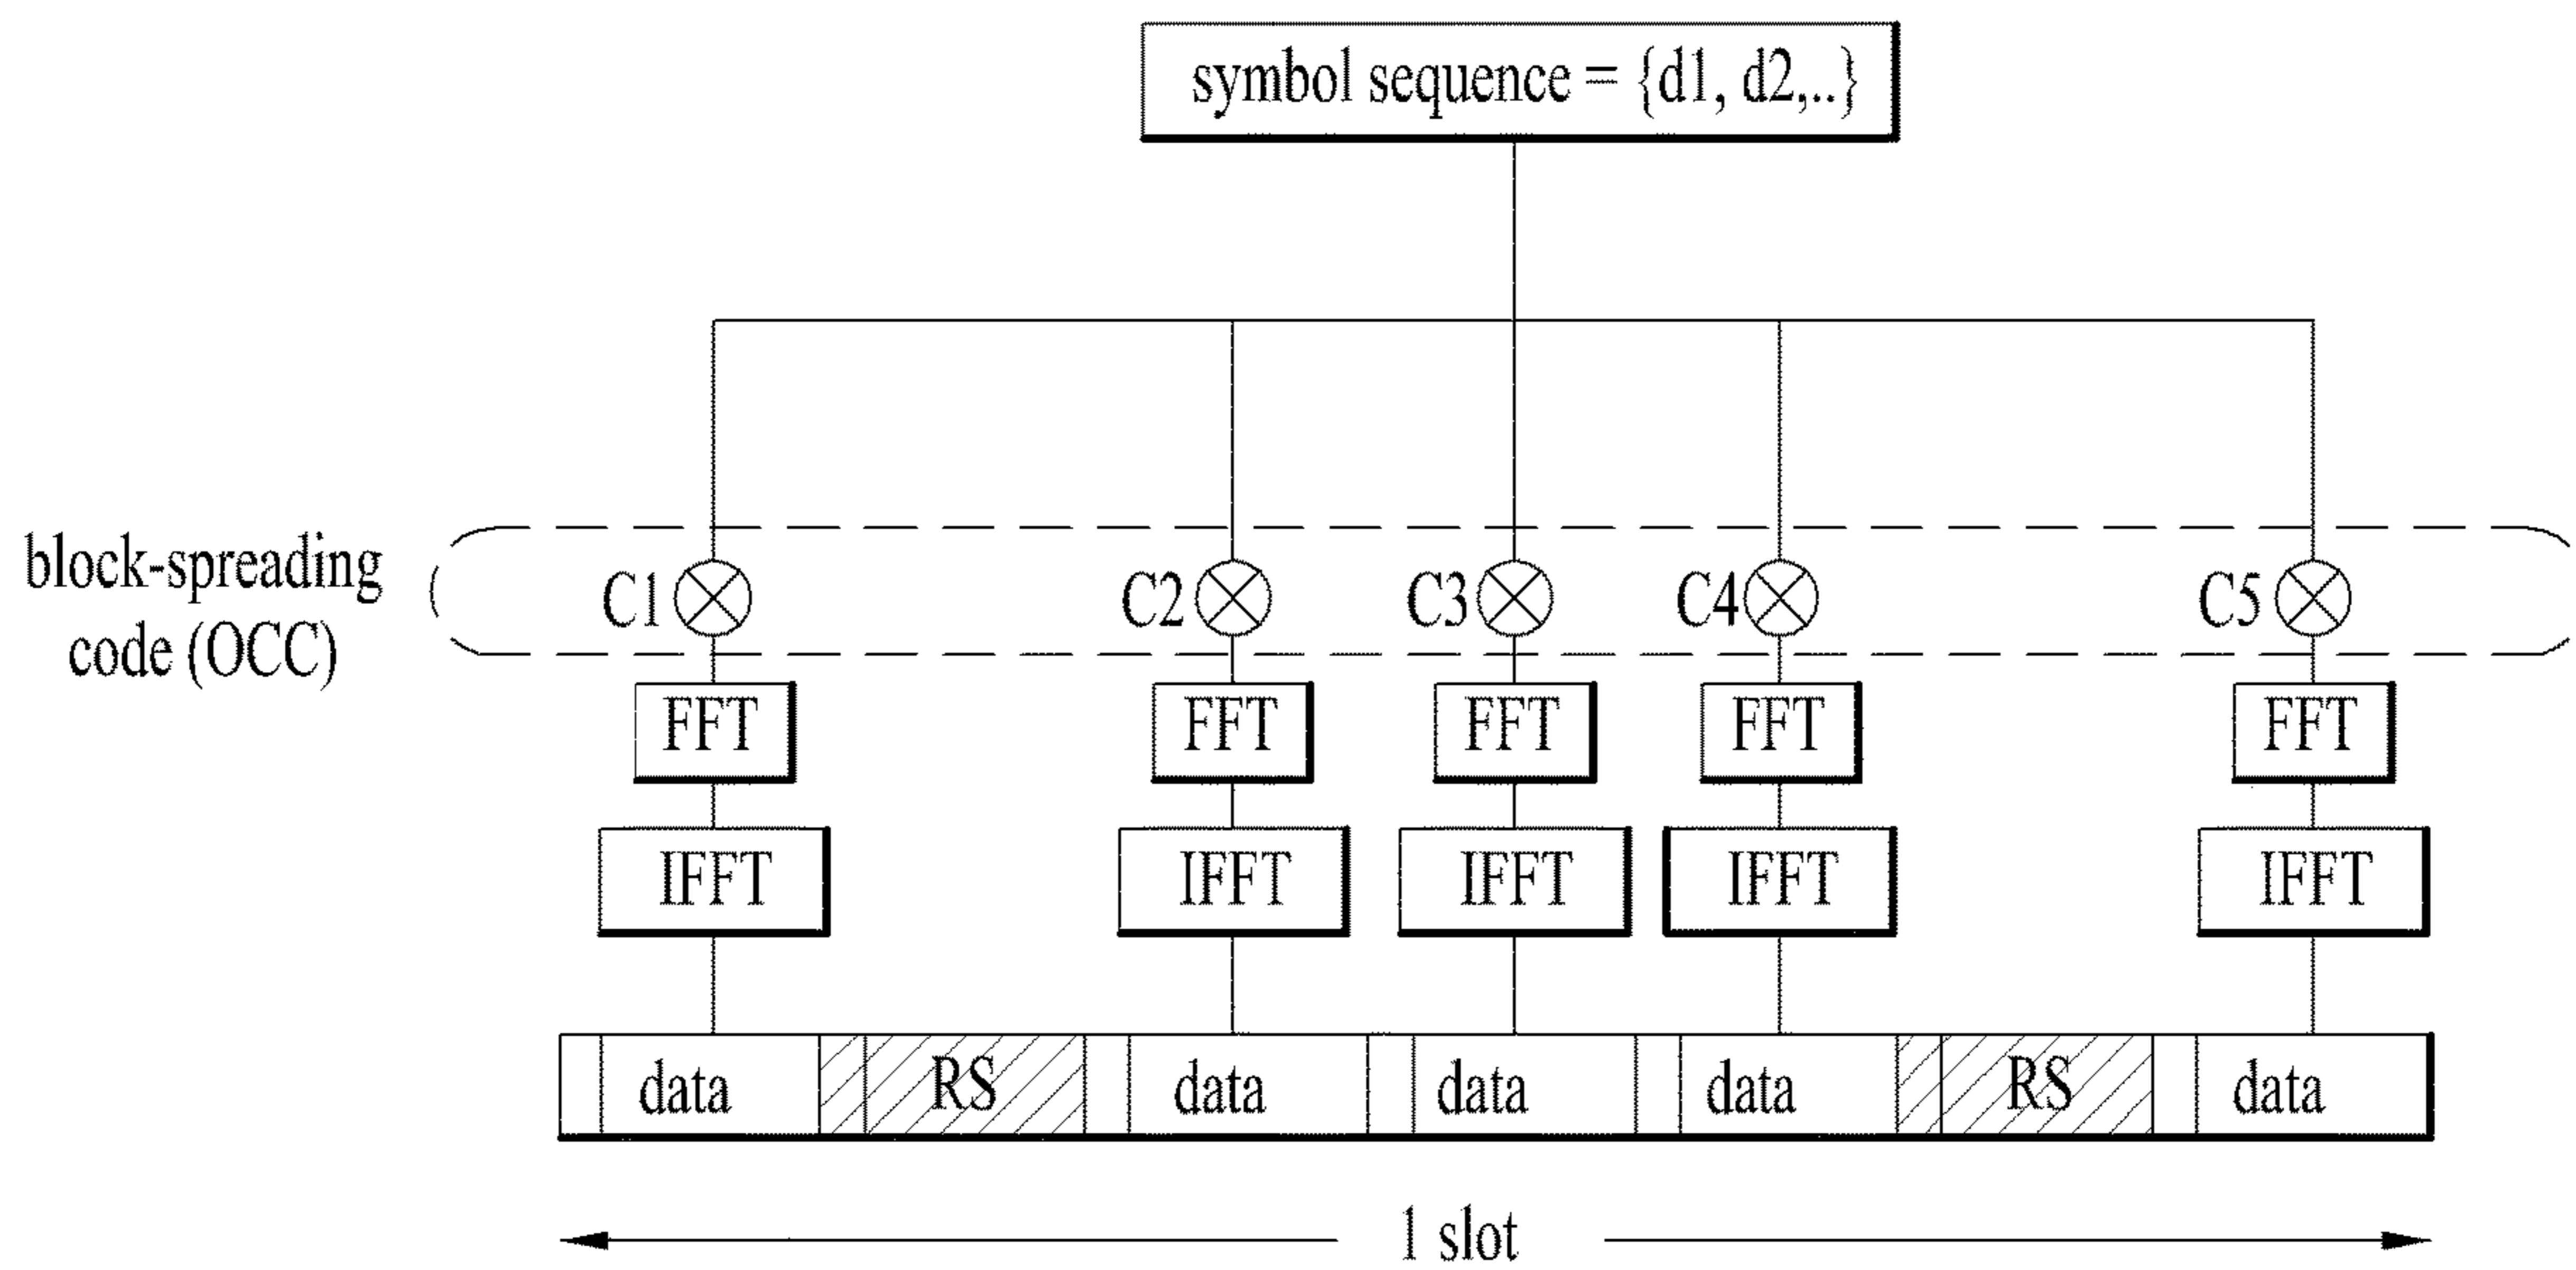 symbol sequence = {d1, d2,..}
block-spreading
code (OCC)
C1 C2 C3 C4 C5
FFT FFT FFT FFT FFT
IFFT IFFT IFFT IFFT IFFT
data RS data data data RS data
1 slot